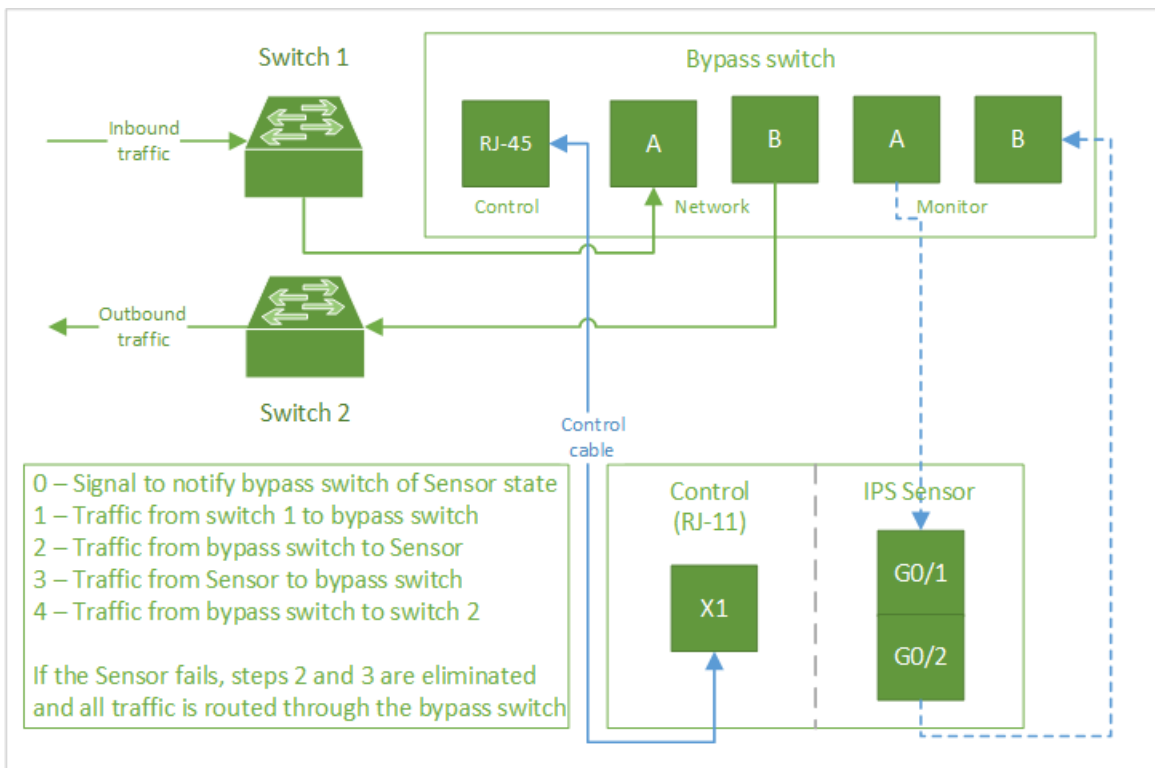 Switch 1
Bypass switch
Inbound
traffic
RJ-45
A
B
A
B
Control
Network
Monitor
Outbound
traffic
Switch 2
Control
cable
0 – Signal to notify bypass switch of Sensor state
1 – Traffic from switch 1 to bypass switch
2 – Traffic from bypass switch to Sensor
3 – Traffic from Sensor to bypass switch
4 – Traffic from bypass switch to switch 2
If the Sensor fails, steps 2 and 3 are eliminated
and all traffic is routed through the bypass switch
Control
(RJ-11)
X1
IPS Sensor
G0/1
G0/2